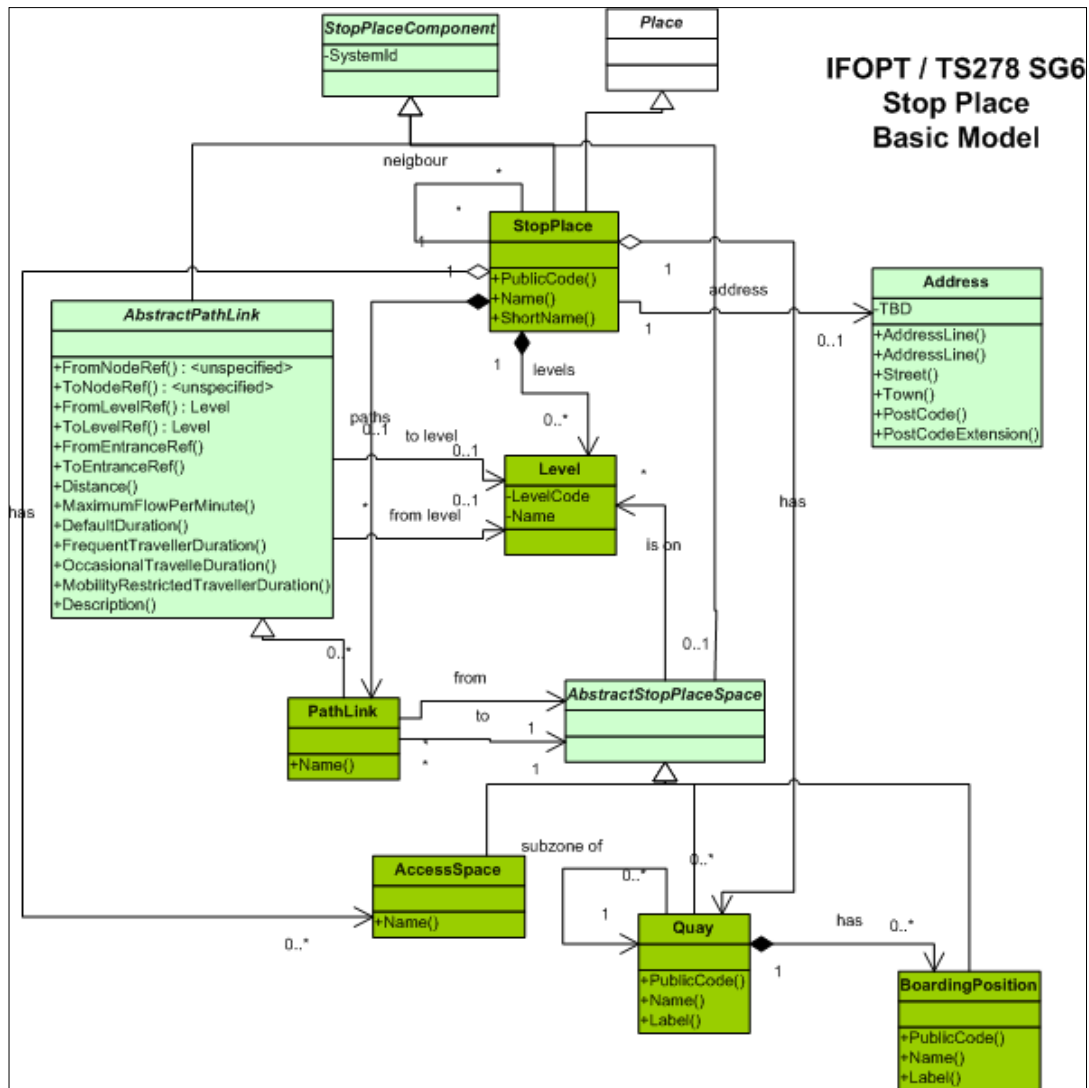 StopPlaceComponent
-SystemId
Place
IFOPT / TS278 SG6
Stop Place
Basic Model
neigbour
*
*
1
StopPlace
+PublicCode()
+Name()
+ShortName()
1
1
address
1
0..1
Address
-TBD
+AddressLine()
+AddressLine()
+Street()
+Town()
+PostCode()
+PostCodeExtension()
AbstractPathLink
+FromNodeRef() : <unspecified>
+ToNodeRef() : <unspecified>
+FromLevelRef() : Level
+ToLevelRef() : Level
+FromEntranceRef()
+ToEntranceRef()
+Distance()
+MaximumFlowPerMinute()
+DefaultDuration()
+FrequentTravellerDuration()
+OccasionalTravelleDuration()
+MobilityRestrictedTravellerDuration()
+Description()
1
levels
0..*
paths
0..1
to level
0..1
0..1
from level
*
Level
-LevelCode
-Name
*
is on
has
has
0..1
0..*
PathLink
+Name()
from
to
1
*
*
1
AbstractStopPlaceSpace
1
AccessSpace
+Name()
0..*
subzone of
0..*
0..*
1
Quay
+PublicCode()
+Name()
+Label()
has
0..*
1
BoardingPosition
+PublicCode()
+Name()
+Label()